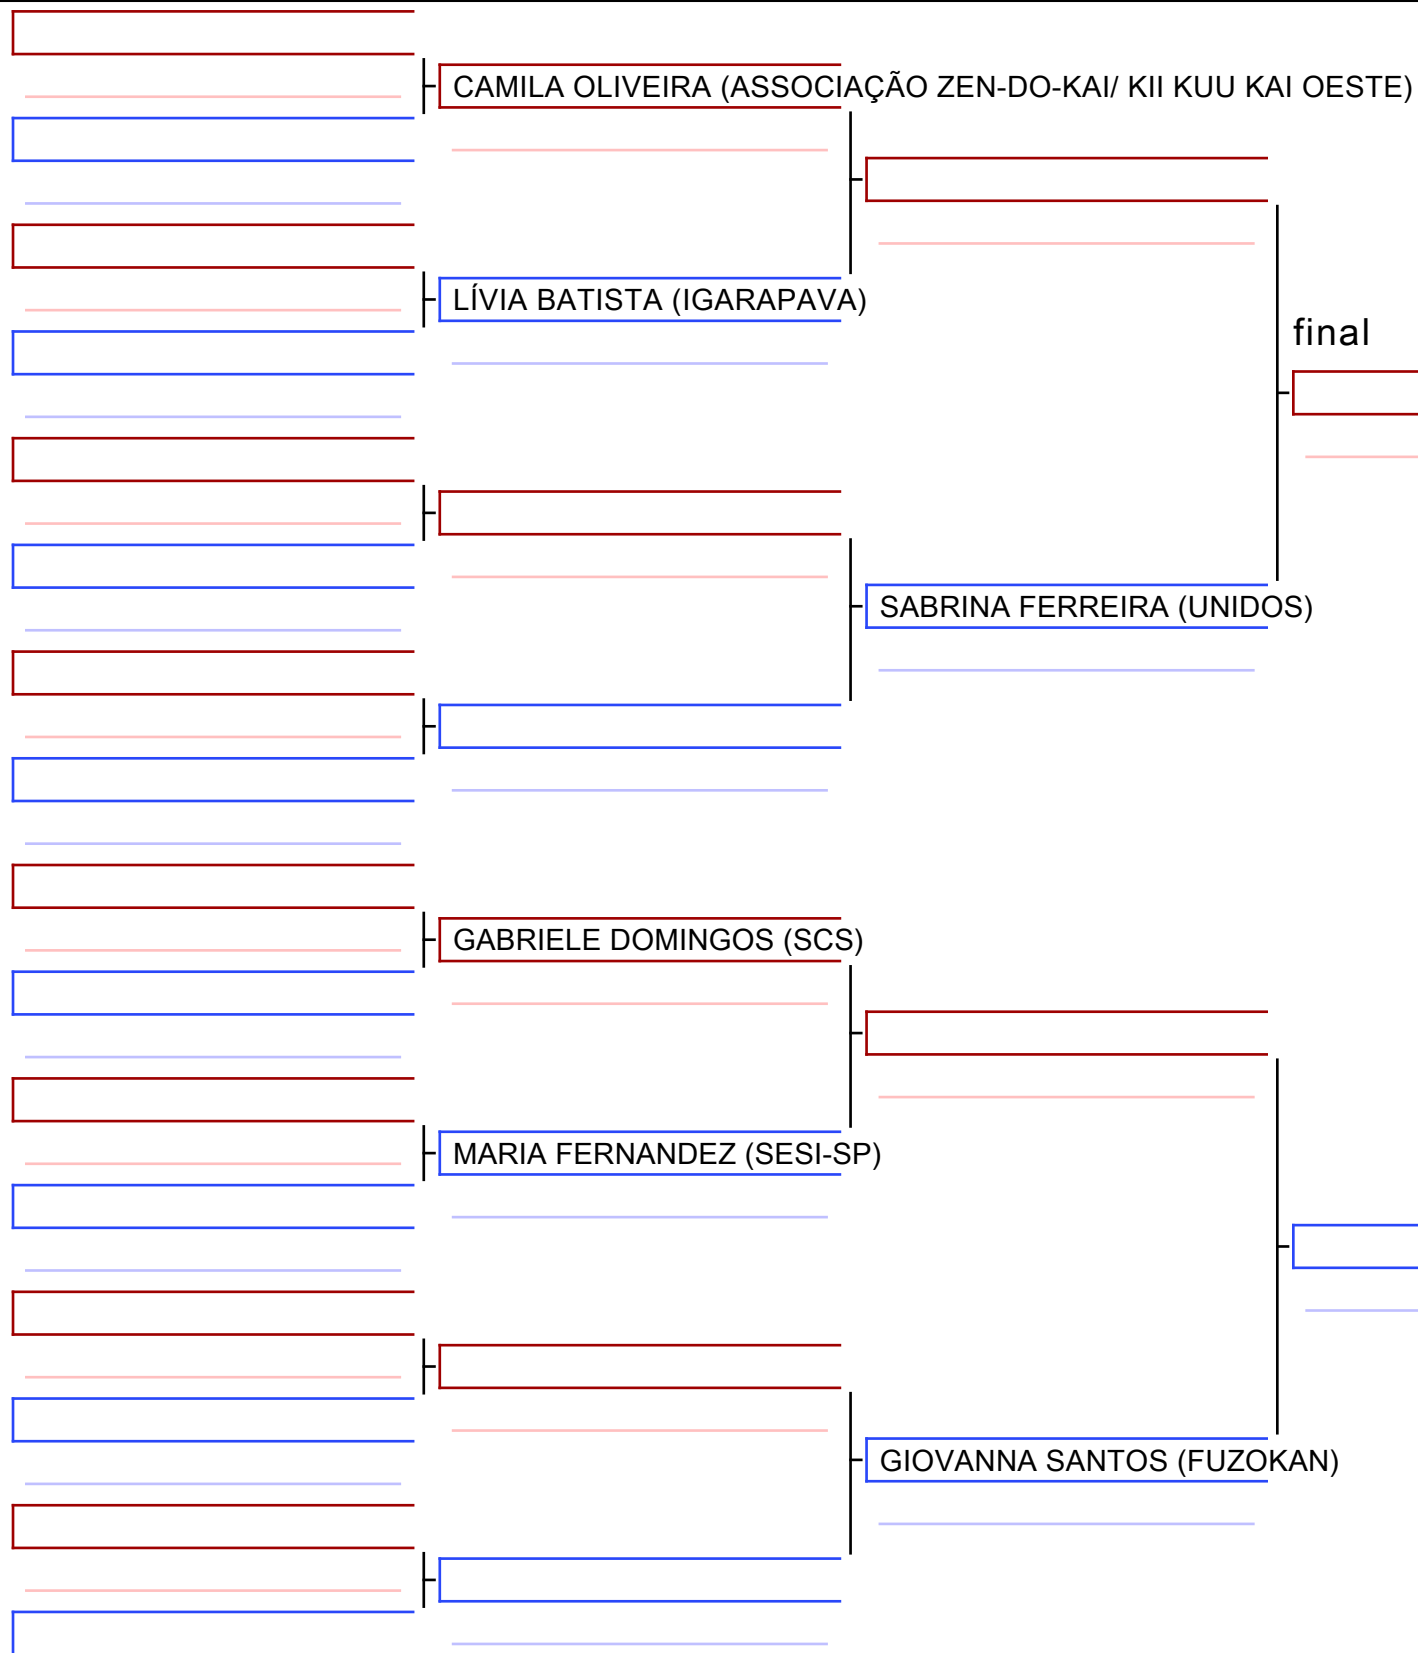 CAMILA OLIVEIRA (ASSOCIAÇÃO ZEN-DO-KAI/ KII KUU KAI OESTE)
LÍVIA BATISTA (IGARAPAVA)
final
SABRINA FERREIRA (UNIDOS)
GABRIELE DOMINGOS (SCS)
MARIA FERNANDEZ (SESI-SP)
GIOVANNA SANTOS (FUZOKAN)